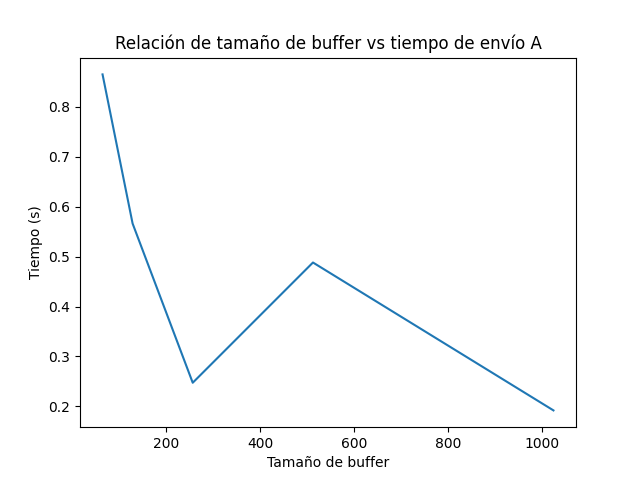 Relación de tamaño de buffer vs tiempo de envío A
0.8
0.7
0.6
0.5
0.4
0.3
0.2
Tiempo (s)
200 400 600 800 1000
Tamaño de buffer